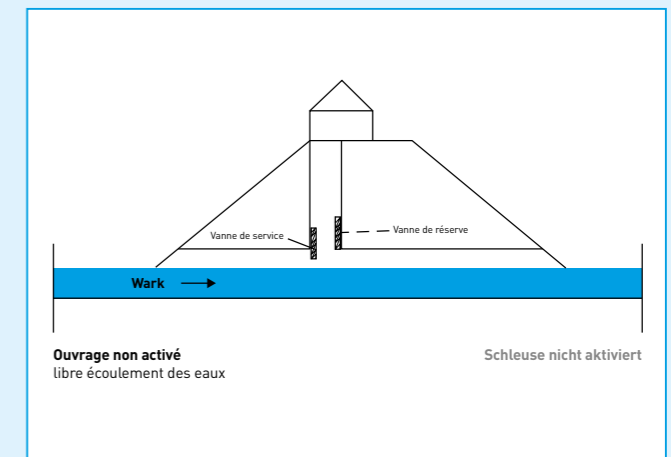 Vanne de service
Vanne de réserve
Wark
Ouvrage non activé
libre écoulement des eaux
Schleuse nicht aktiviert